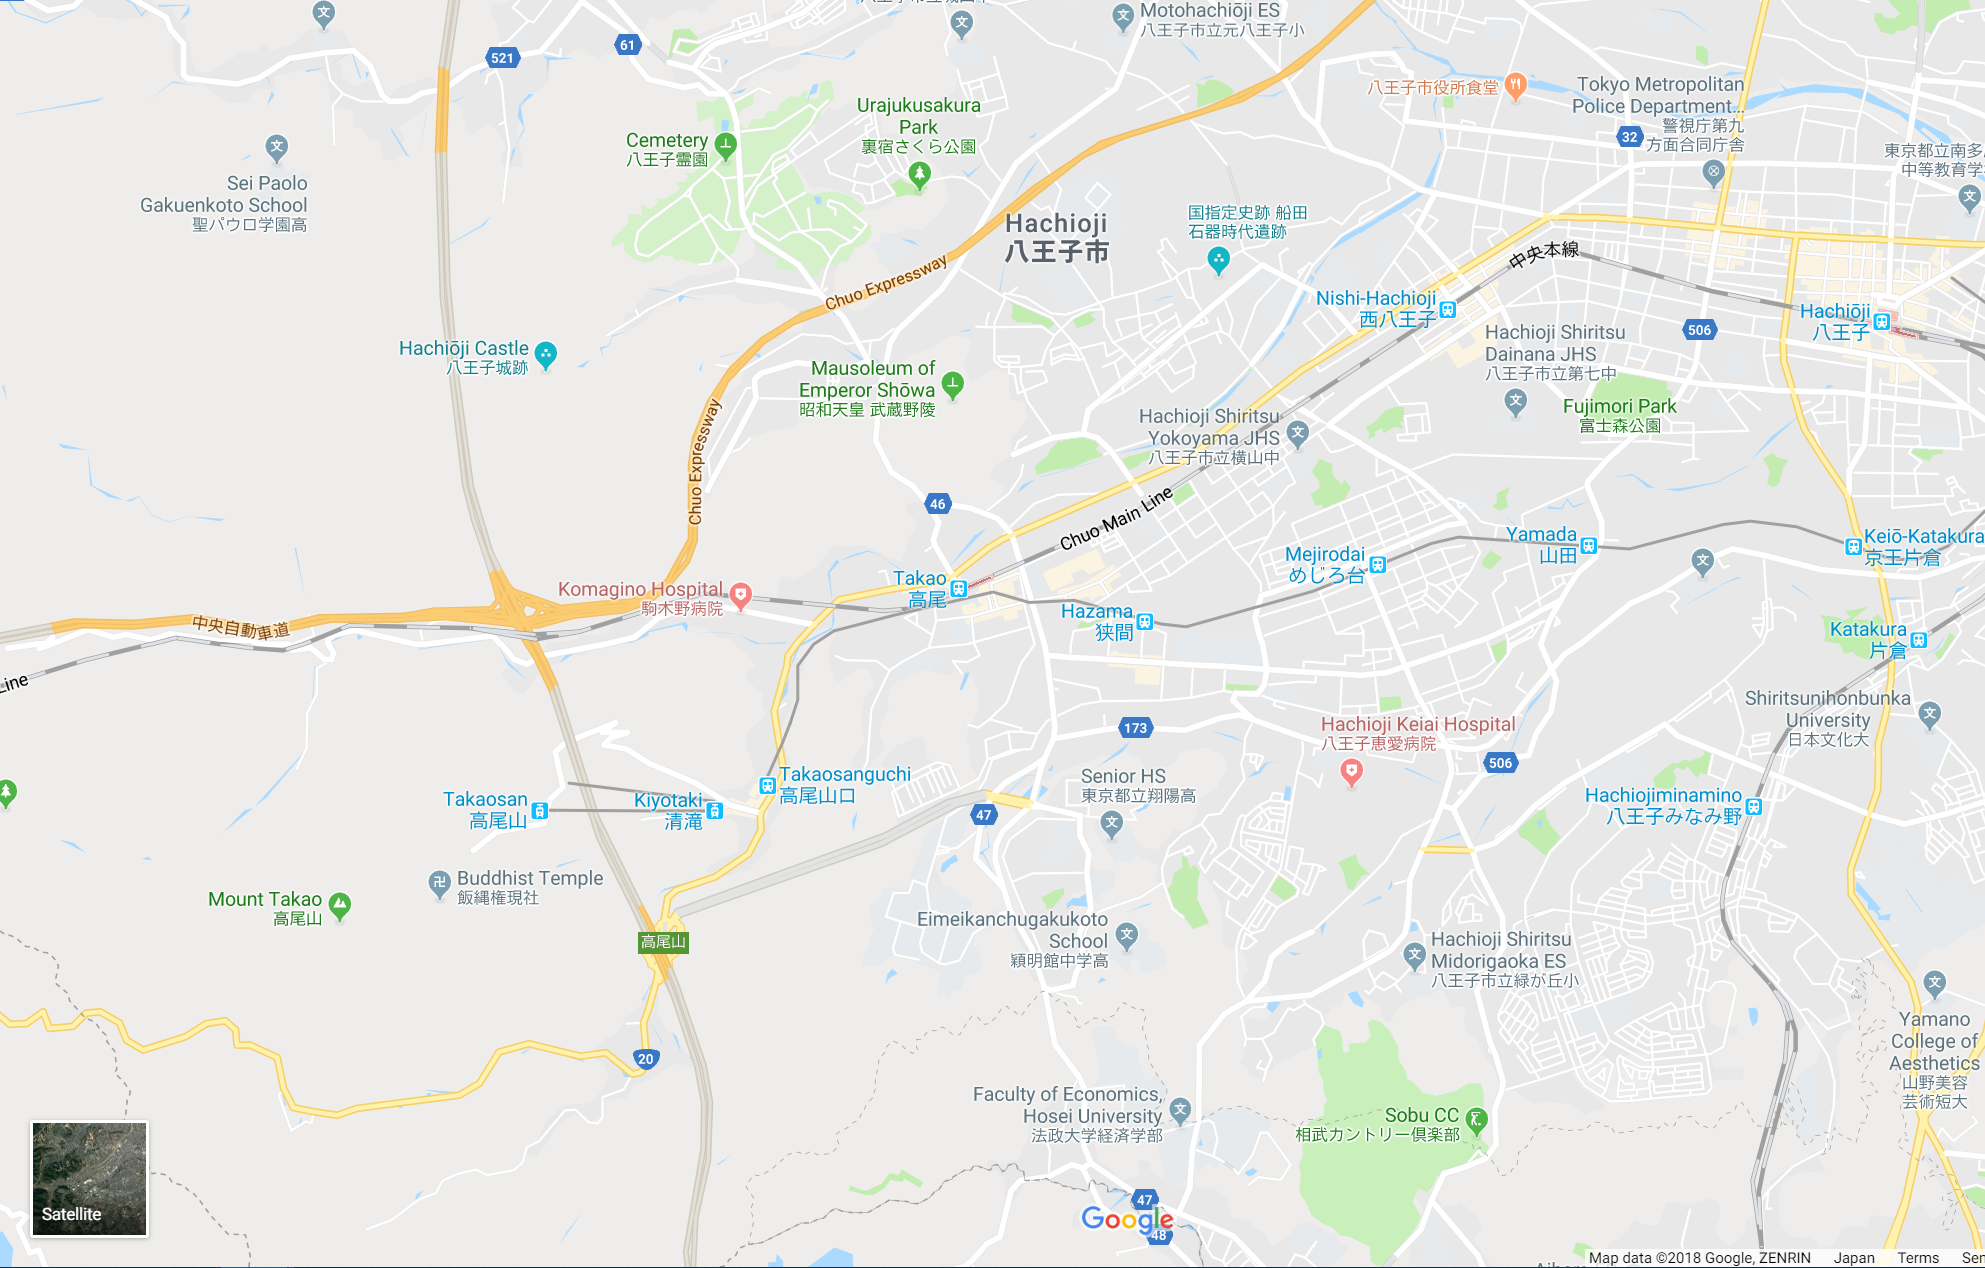 Motohachiōji ES
八王子市立元八王子小
61
521
八王子市役所食堂
Tokyo Metropolitan
Police Department...
警視庁第九
方面合同庁舎
32
Urajukusakura
Park
裏宿さくら公園
Cemetery
八王子霊園
東京都立南多
中等教育学
Sei Paolo
Gakuenkoto School
聖パウロ学園高
Hachioji
八王子市
国指定史跡 船田
石器時代遺跡
中央本線
Chuo Expressway
Nishi-Hachioji
西八王子
Hachiōji
八王子
506
Hachioji Shiritsu
Dainana JHS
八王子市立第七中
Hachiōji Castle
八王子城跡
Mausoleum of
Emperor Shōwa
昭和天皇 武蔵野陵
Fujimori Park
富士森公園
Hachioji Shiritsu
Yokoyama JHS
八王子市立横山中
Chuo Expressway
46
Chuo Main Line
Yamada
山田
Keiō-Katakura
京王片倉
Mejirodai
めじろ台
Takao
高尾
Komagino Hospital
駒木野病院
Hazama
狭間
中央自動車道
Katakura
片倉
Line
Shiritsunihonbunka
University
日本文化大
173
Hachioji Keiai Hospital
八王子恵愛病院
506
Takaosanguchi
高尾山口
Senior HS
東京都立翔陽高
Takaosan
高尾山
Kiyotaki
清滝
Hachiojiminamino
八王子みなみ野
47
Buddhist Temple
飯縄権現社
Mount Takao
高尾山
Eimeikanchugakukoto
School
穎明館中学高
高尾山
Hachioji Shiritsu
Midorigaoka ES
八王子市立緑が丘小
Yamano
College of
Aesthetics
山野美容
芸術短大
20
Faculty of Economics,
Hosei University
法政大学経済学部
Sobu CC
相武カントリー倶楽部
47
Satellite
Google
48
Map data ©2018 Google, ZENRIN Japan Terms